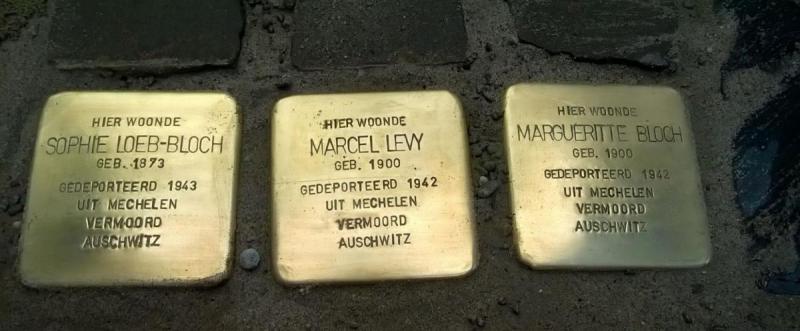 HIER WOONDE
SOPHIE LOEB-BLOCH
GEB. 1873
GEDEPORTEERD 1943
UIT MECHELEN
VERMOORD
AUSCHWITZ
HIER WOONDE
MARCEL LEVY
GEB. 1900
GEDEPORTEERD 1942
UIT MECHELEN
VERMOORD
AUSCHWITZ
HIER WOONDE
MARGUERITTE BLOCH
GEB. 1900
GEDEPORTEERD 1942
UIT MECHELEN
VERMOORD
AUSCHWITZ